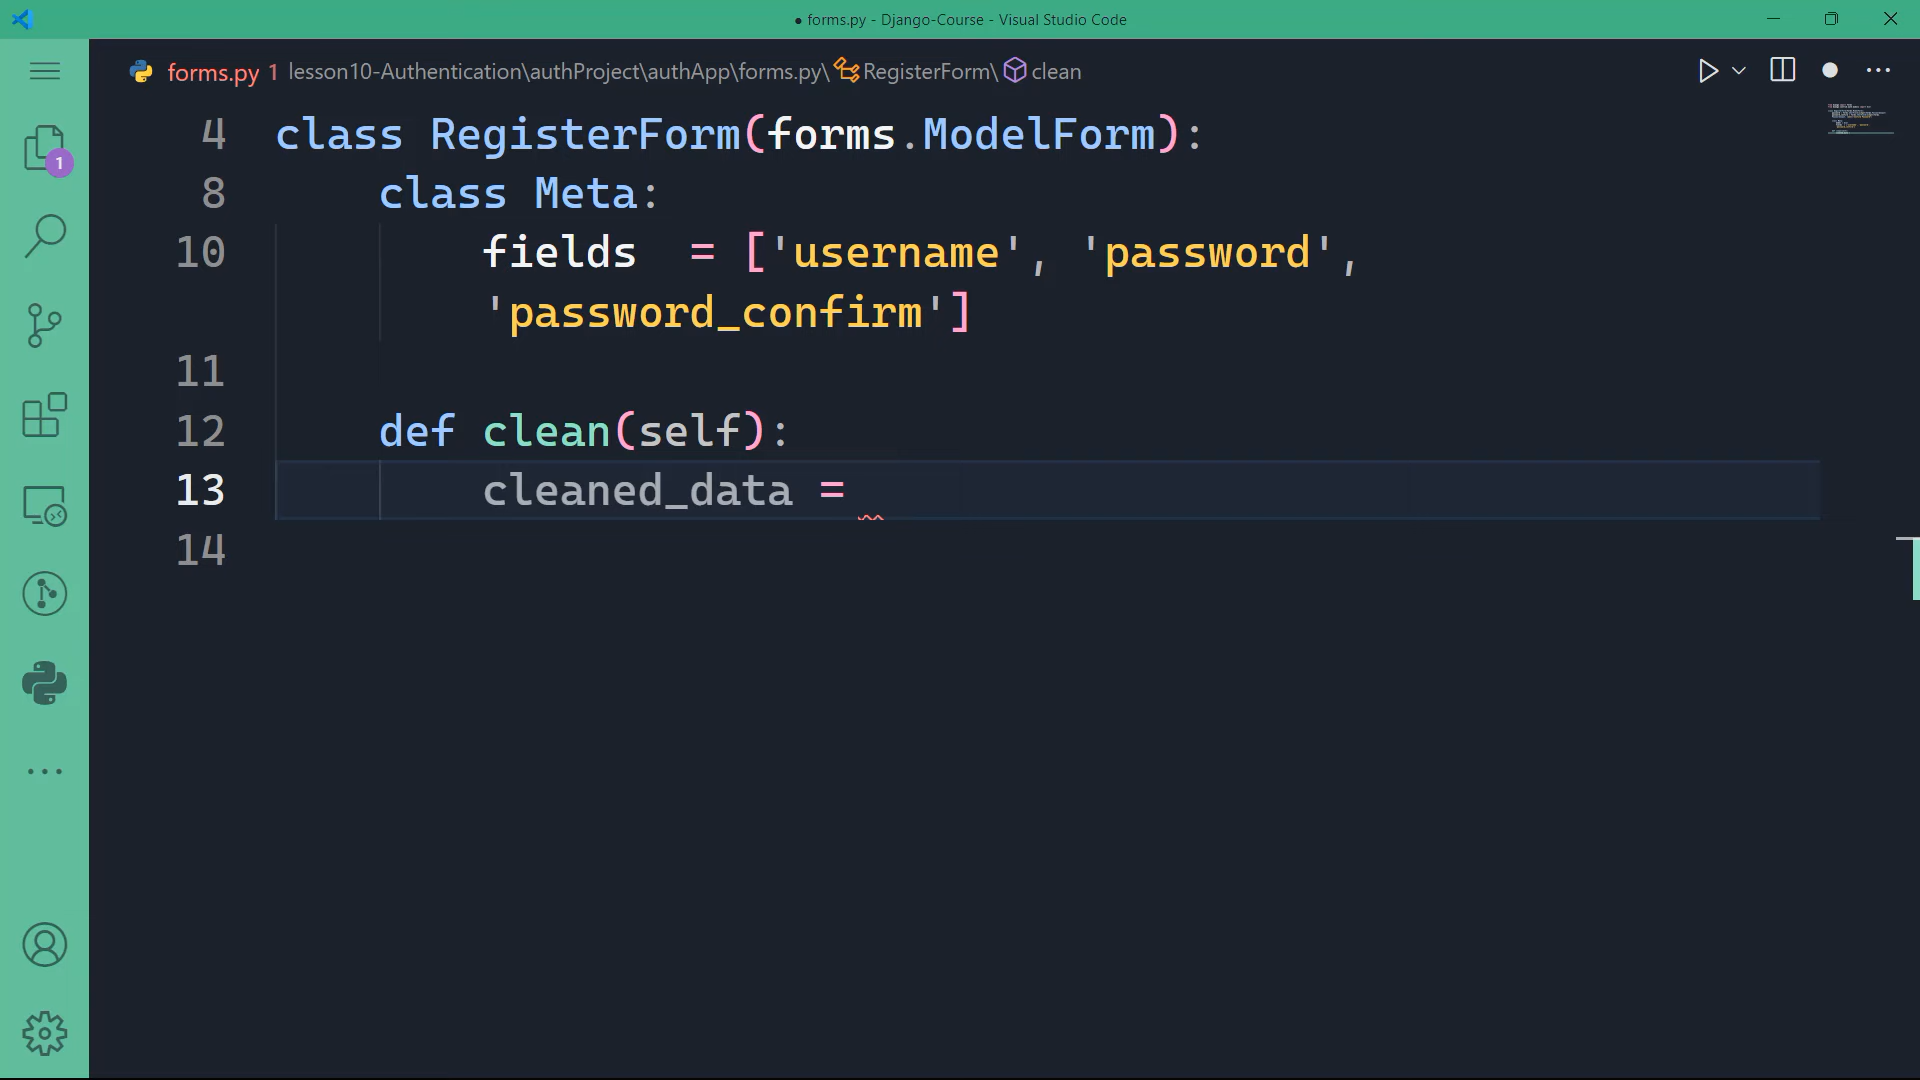 ● forms.py - Django-Course - Visual Studio Code
forms.py 1 lesson10-Authentication\authProject\authApp\forms.py\ RegisterForm\ clean
4 class RegisterForm(forms.ModelForm):
8 class Meta:
10 fields = ['username', 'password',
'password_confirm']
11
12 def clean(self):
13 cleaned_data =
14
1